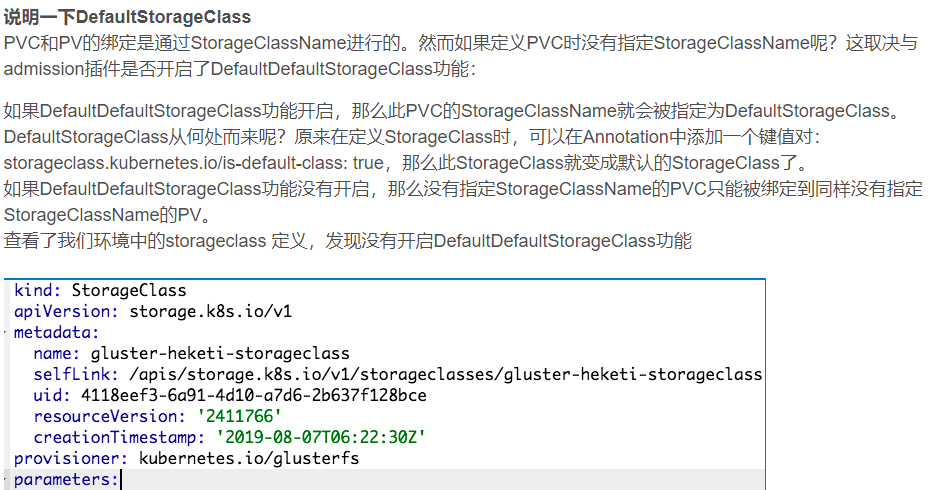 说明一下DefaultStorageClass
PVC和PV的绑定是通过StorageClassName进行的。然而如果定义PVC时没有指定StorageClassName呢？这取决与
admission插件是否开启了DefaultDefaultStorageClass功能：
如果DefaultDefaultStorageClass功能开启，那么此PVC的StorageClassName就会被指定为DefaultStorageClass。
DefaultStorageClass从何处而来呢？原来在定义StorageClass时，可以在Annotation中添加一个键值对：
storageclass.kubernetes.io/is-default-class: true，那么此StorageClass就变成默认的StorageClass了。
如果DefaultDefaultStorageClass功能没有开启，那么没有指定StorageClassName的PVC只能被绑定到同样没有指定
StorageClassName的PV。
查看了我们环境中的storageclass 定义，发现没有开启DefaultDefaultStorageClass功能
kind: StorageClass
apiVersion: storage.k8s.io/v1
metadata:
  name: gluster-heketi-storageclass
  selfLink: /apis/storage.k8s.io/v1/storageclasses/gluster-heketi-storageclass
  uid: 4118eef3-6a91-4d10-a7d6-2b637f128bce
  resourceVersion: '2411766'
  creationTimestamp: '2019-08-07T06:22:30Z'
provisioner: kubernetes.io/glusterfs
parameters: